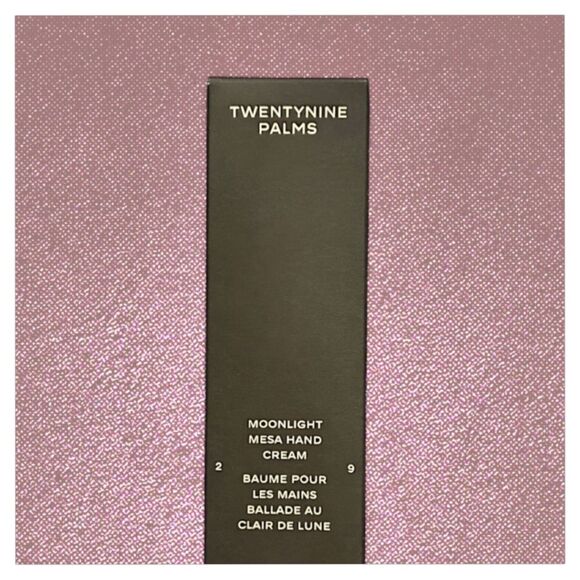 TWENTYNINE
PALMS
MOONLIGHT
MESA HAND
CREAM
2 9
BAUME POUR
LES MAINS
BALLADE AU
CLAIR DE LUNE